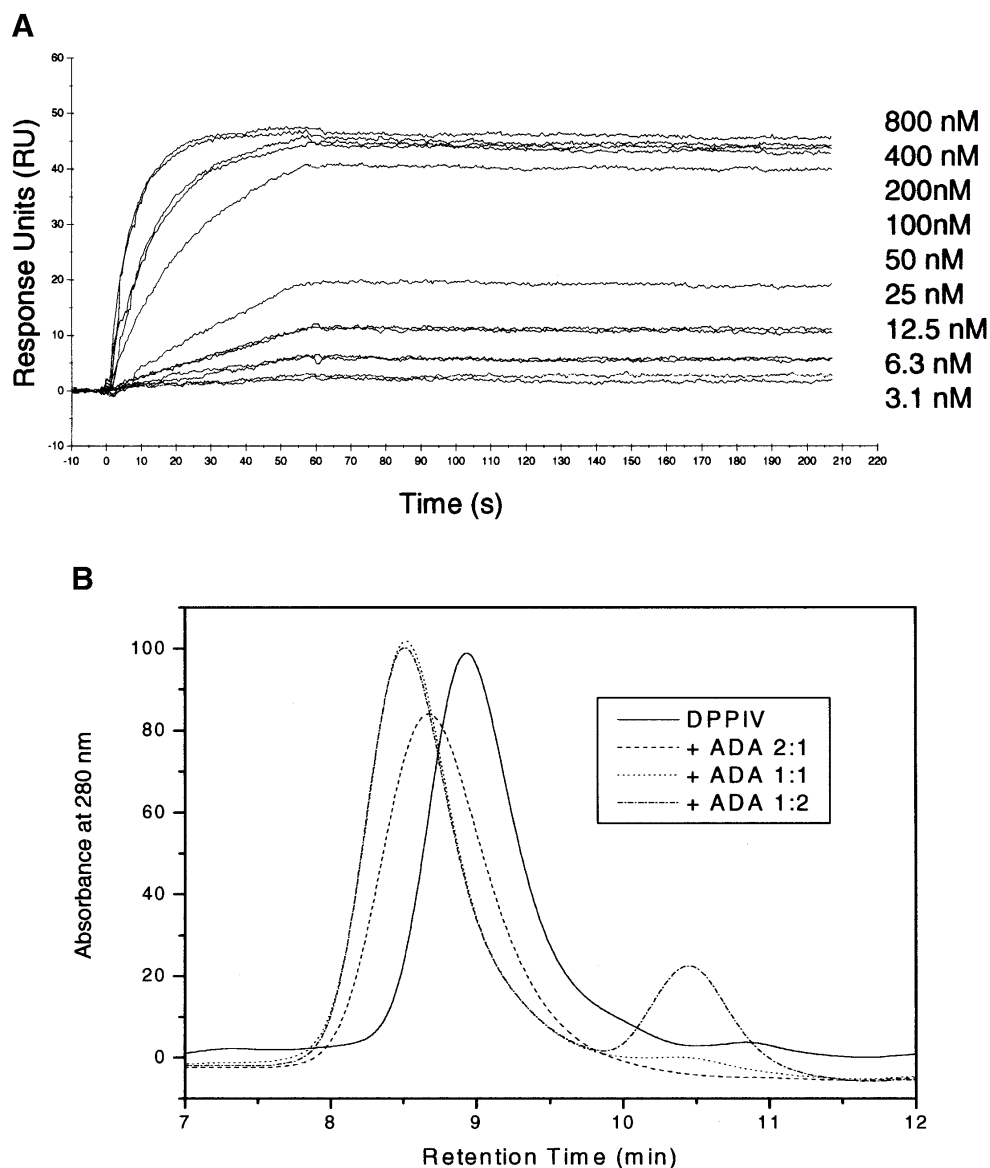 A
60
50
40
30
20
10
0
-10
Response Units (RU)
-10 0 10 20 30 40 50 60 70 80 90 100 110 120 130 140 150 160 170 180 190 200 210 220
Time (s)
800 nM
400 nM
200nM
100nM
50 nM
25 nM
12.5 nM
6.3 nM
3.1 nM
B
100
80
60
40
20
0
Absorbance at 280 nm
DPPIV
+ ADA 2:1
+ ADA 1:1
+ ADA 1:2
7 8 9 10 11 12
Retention Time (min)